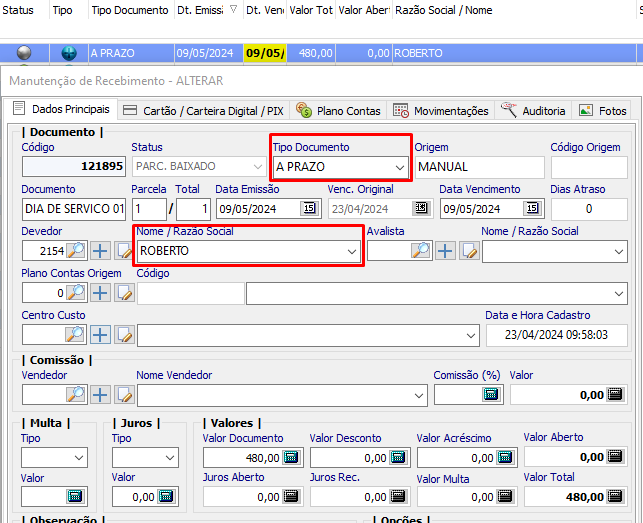 Status Tipo Tipo Documento Dt. Emissã Dt. Venc Valor Tot Valor Abert Razão Social / Nome
A PRAZO 09/05/2024 09/05/ 480,00 0,00 ROBERTO
Manutenção de Recebimento - ALTERAR
Dados Principais Cartão / Carteira Digital / PIX Plano Contas Movimentações Auditoria Fotos
| Documento |
Código Status Tipo Documento Origem Código Origem
121895 PARC. BAIXADO A PRAZO MANUAL
Documento Parcela Total Data Emissão Venc. Original Data Vencimento Dias Atraso
DIA DE SERVICO 01 1 / 1 09/05/2024 15 23/04/2024 15 09/05/2024 15 0
Devedor Nome / Razão Social Avalista Nome / Razão Social
2154 ROBERTO
Plano Contas Origem Código
0
Centro Custo Data e Hora Cadastro
23/04/2024 09:58:03
| Comissão |
Vendedor Nome Vendedor Comissão (%) Valor
0,00
| Multa | | Juros | | Valores |
Tipo Tipo Valor Documento Valor Desconto Valor Acréscimo Valor Aberto
480,00 0,00 0,00 0,00
Valor Valor Juros Aberto Juros Rec. Valor Multa Valor Total
0,00 0,00 0,00 0,00 480,00
| Observação | | Opções |